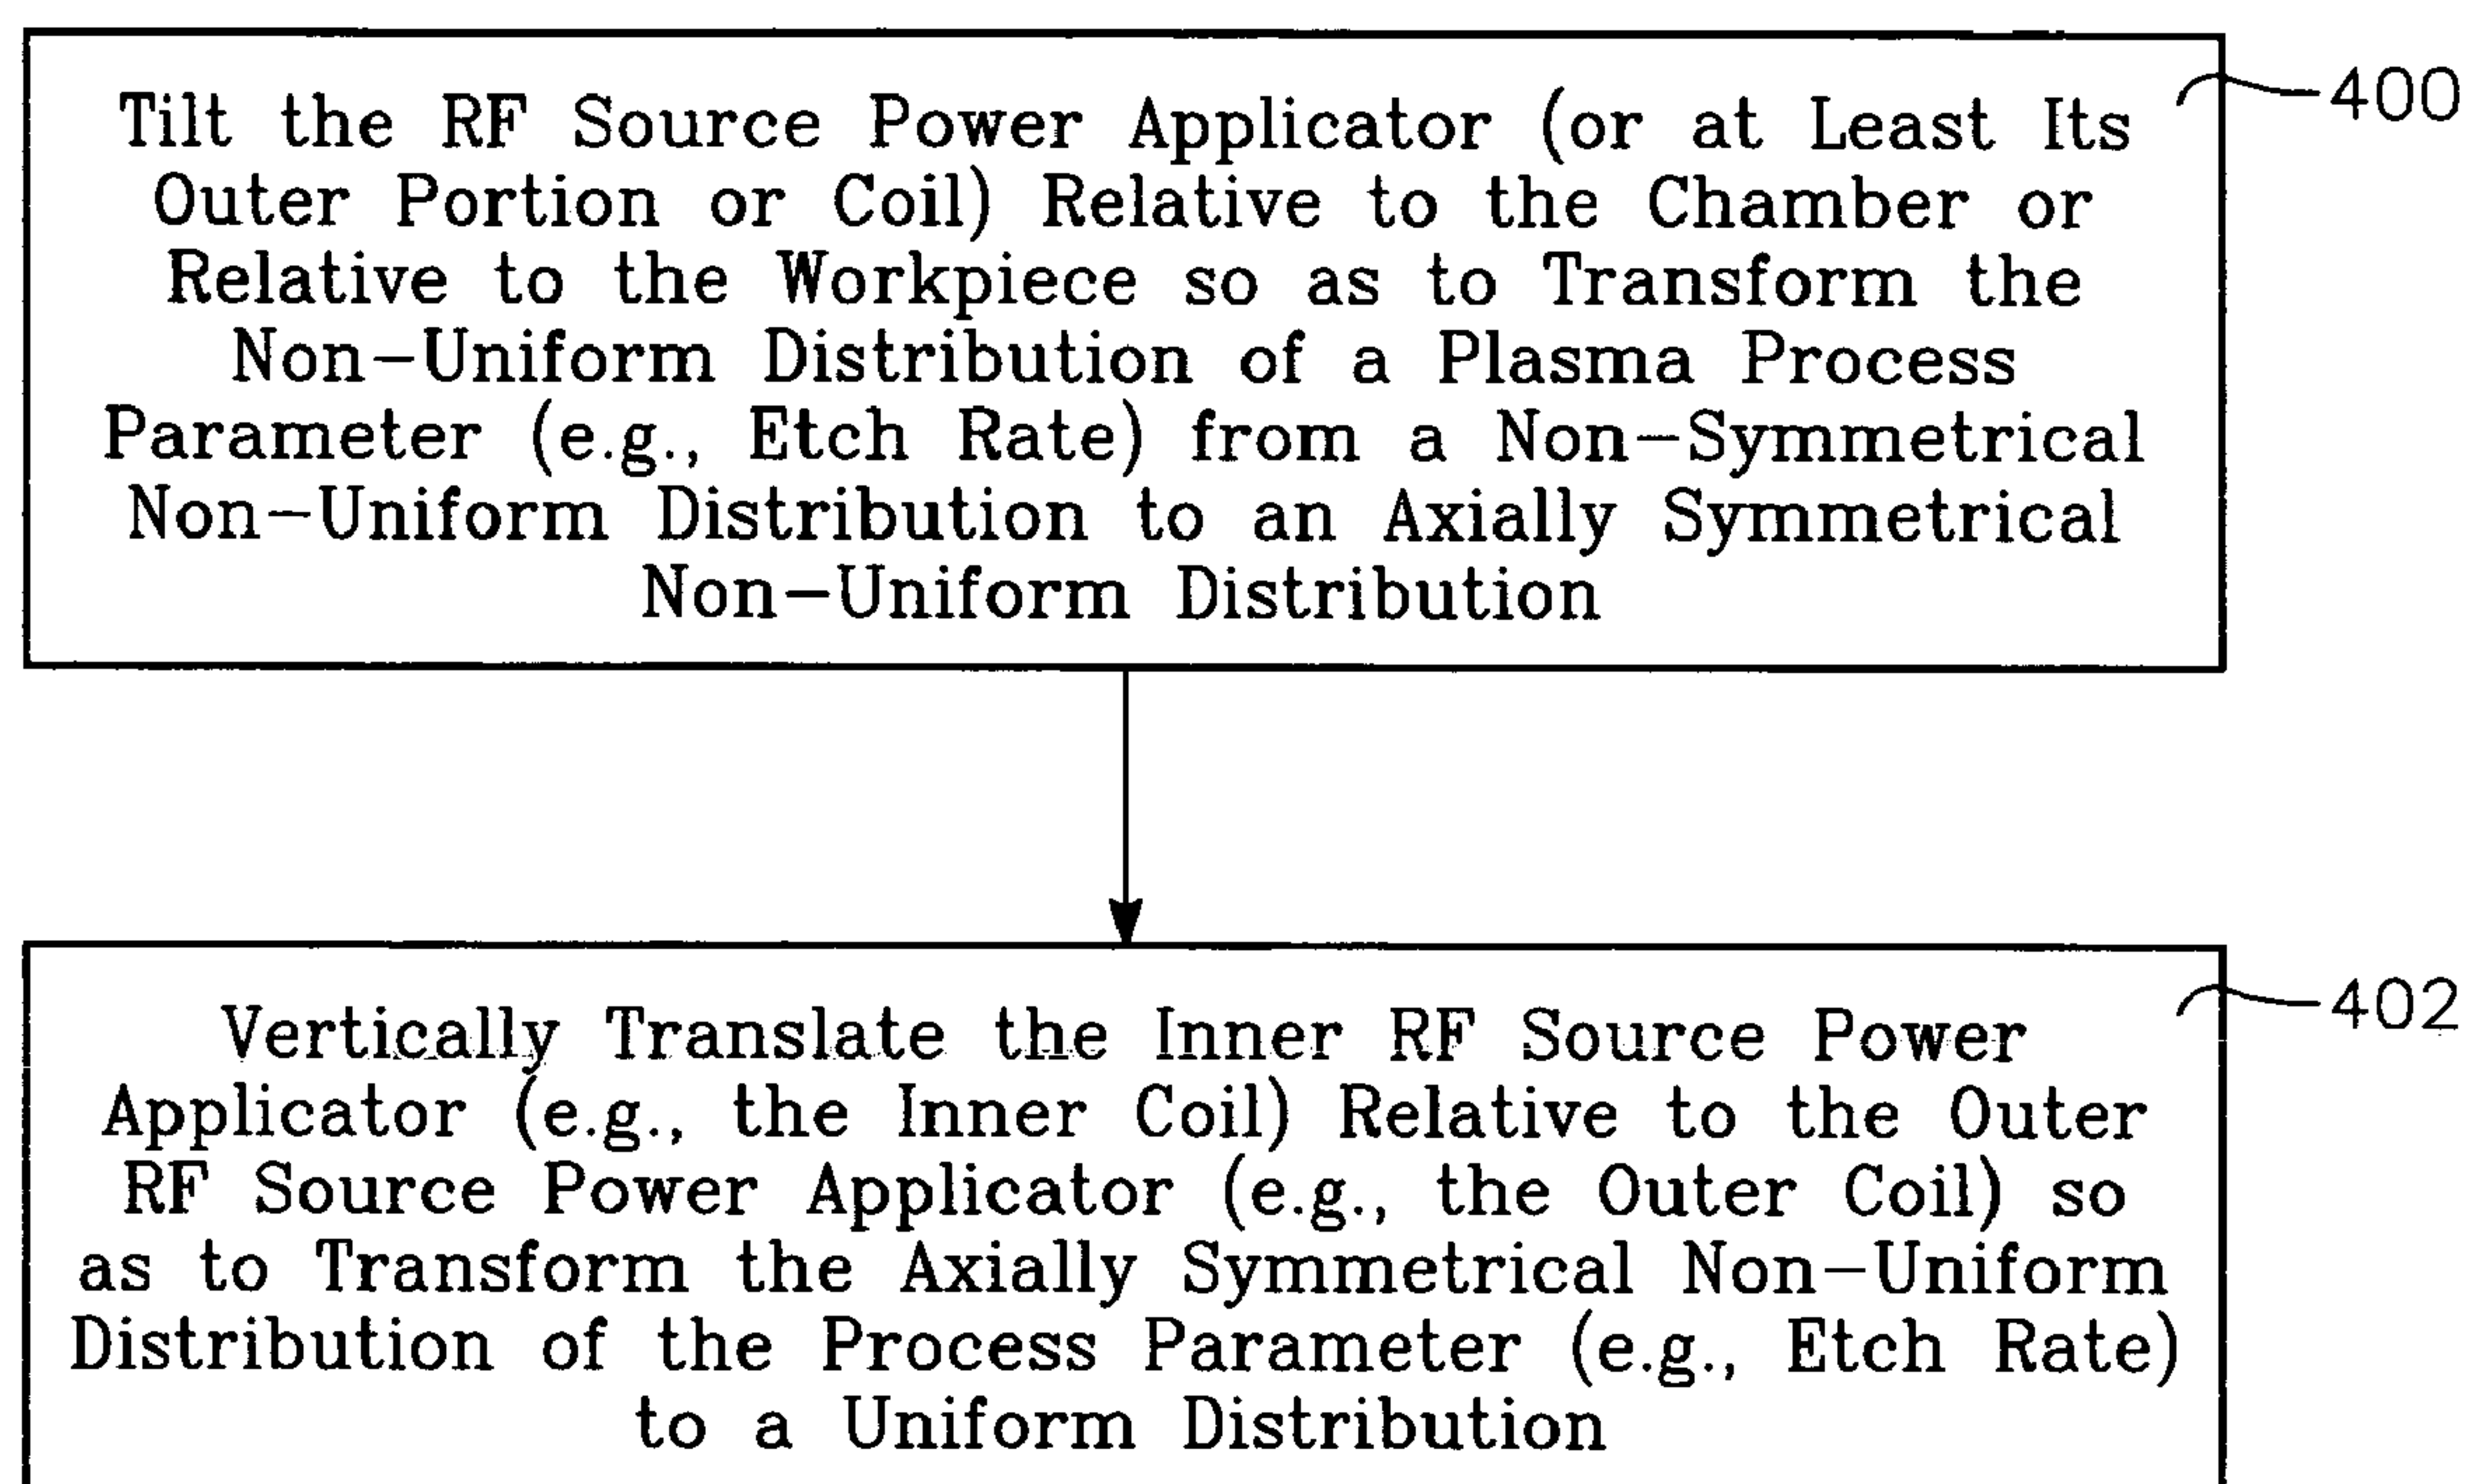 Tilt the RF Source Power Applicator (or at Least Its
Outer Portion or Coil) Relative to the Chamber or
Relative to the Workpiece so as to Transform the
Non-Uniform Distribution of a Plasma Process
Parameter (e.g., Etch Rate) from a Non-Symmetrical
Non-Uniform Distribution to an Axially Symmetrical
Non-Uniform Distribution
400
Vertically Translate the Inner RF Source Power
Applicator (e.g., the Inner Coil) Relative to the Outer
RF Source Power Applicator (e.g., the Outer Coil) so
as to Transform the Axially Symmetrical Non-Uniform
Distribution of the Process Parameter (e.g., Etch Rate)
to a Uniform Distribution
402